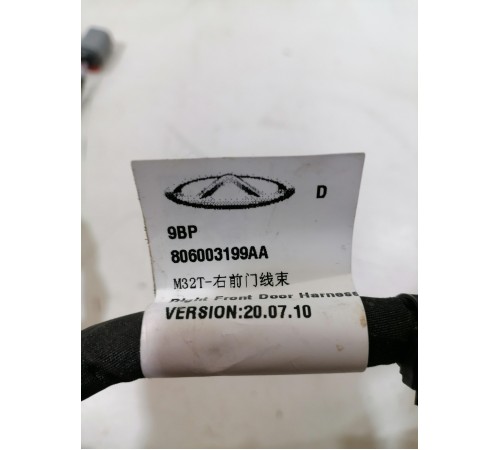 D
9BP
806003199AA
M32T-右前门线束
Right Front Door Harness
VERSION:20.07.10